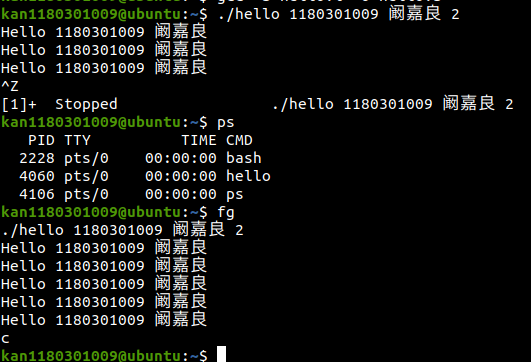 kan1180301009@ubuntu:~$ ./hello 1180301009 阚嘉良 2
Hello 1180301009 阚嘉良
Hello 1180301009 阚嘉良
Hello 1180301009 阚嘉良
^Z
[1]+  Stopped                 ./hello 1180301009 阚嘉良 2
kan1180301009@ubuntu:~$ ps
   PID TTY          TIME CMD
  2228 pts/0    00:00:00 bash
  4060 pts/0    00:00:00 hello
  4106 pts/0    00:00:00 ps
kan1180301009@ubuntu:~$ fg
./hello 1180301009 阚嘉良 2
Hello 1180301009 阚嘉良
Hello 1180301009 阚嘉良
Hello 1180301009 阚嘉良
Hello 1180301009 阚嘉良
Hello 1180301009 阚嘉良
c
kan1180301009@ubuntu:~$